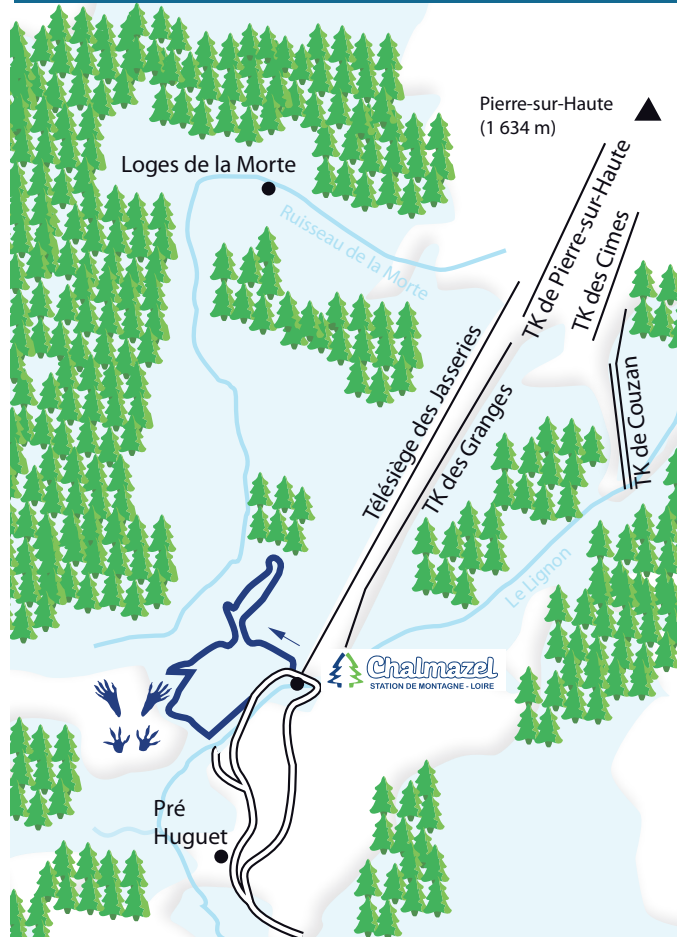 Pierre-sur-Haute
(1 634 m)
Loges de la Morte
Ruisseau de la Morte
TK de Pierre-sur-Haute
TK des Cimes
Télésiège des Jasseries
TK des Granges
TK de Couzan
Le Lignon
Chalmazel
STATION DE MONTAGNE - LOIRE
Pré
Huguet